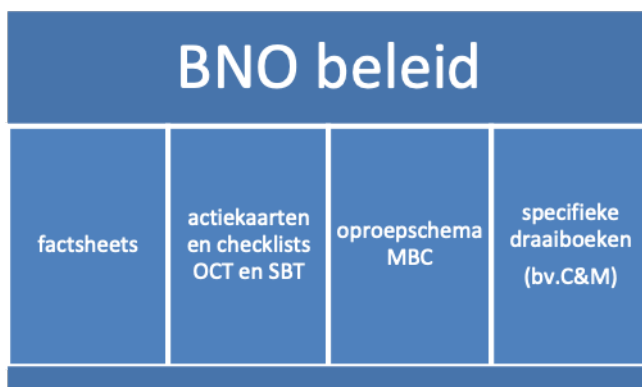 BNO beleid
factsheets
actiekaarten
en checklists
OCT en SBT
oproepschema
MBC
specifieke
draaiboeken
(bv.C&M)